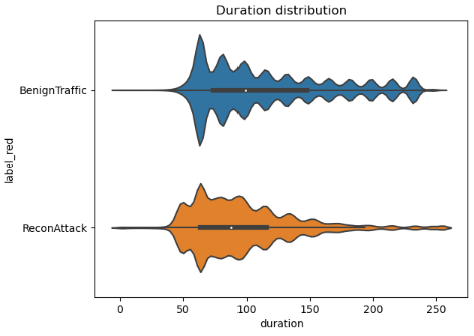 Duration distribution
BenignTraffic
ReconAttack
label_red
0 50 100 150 200 250
duration